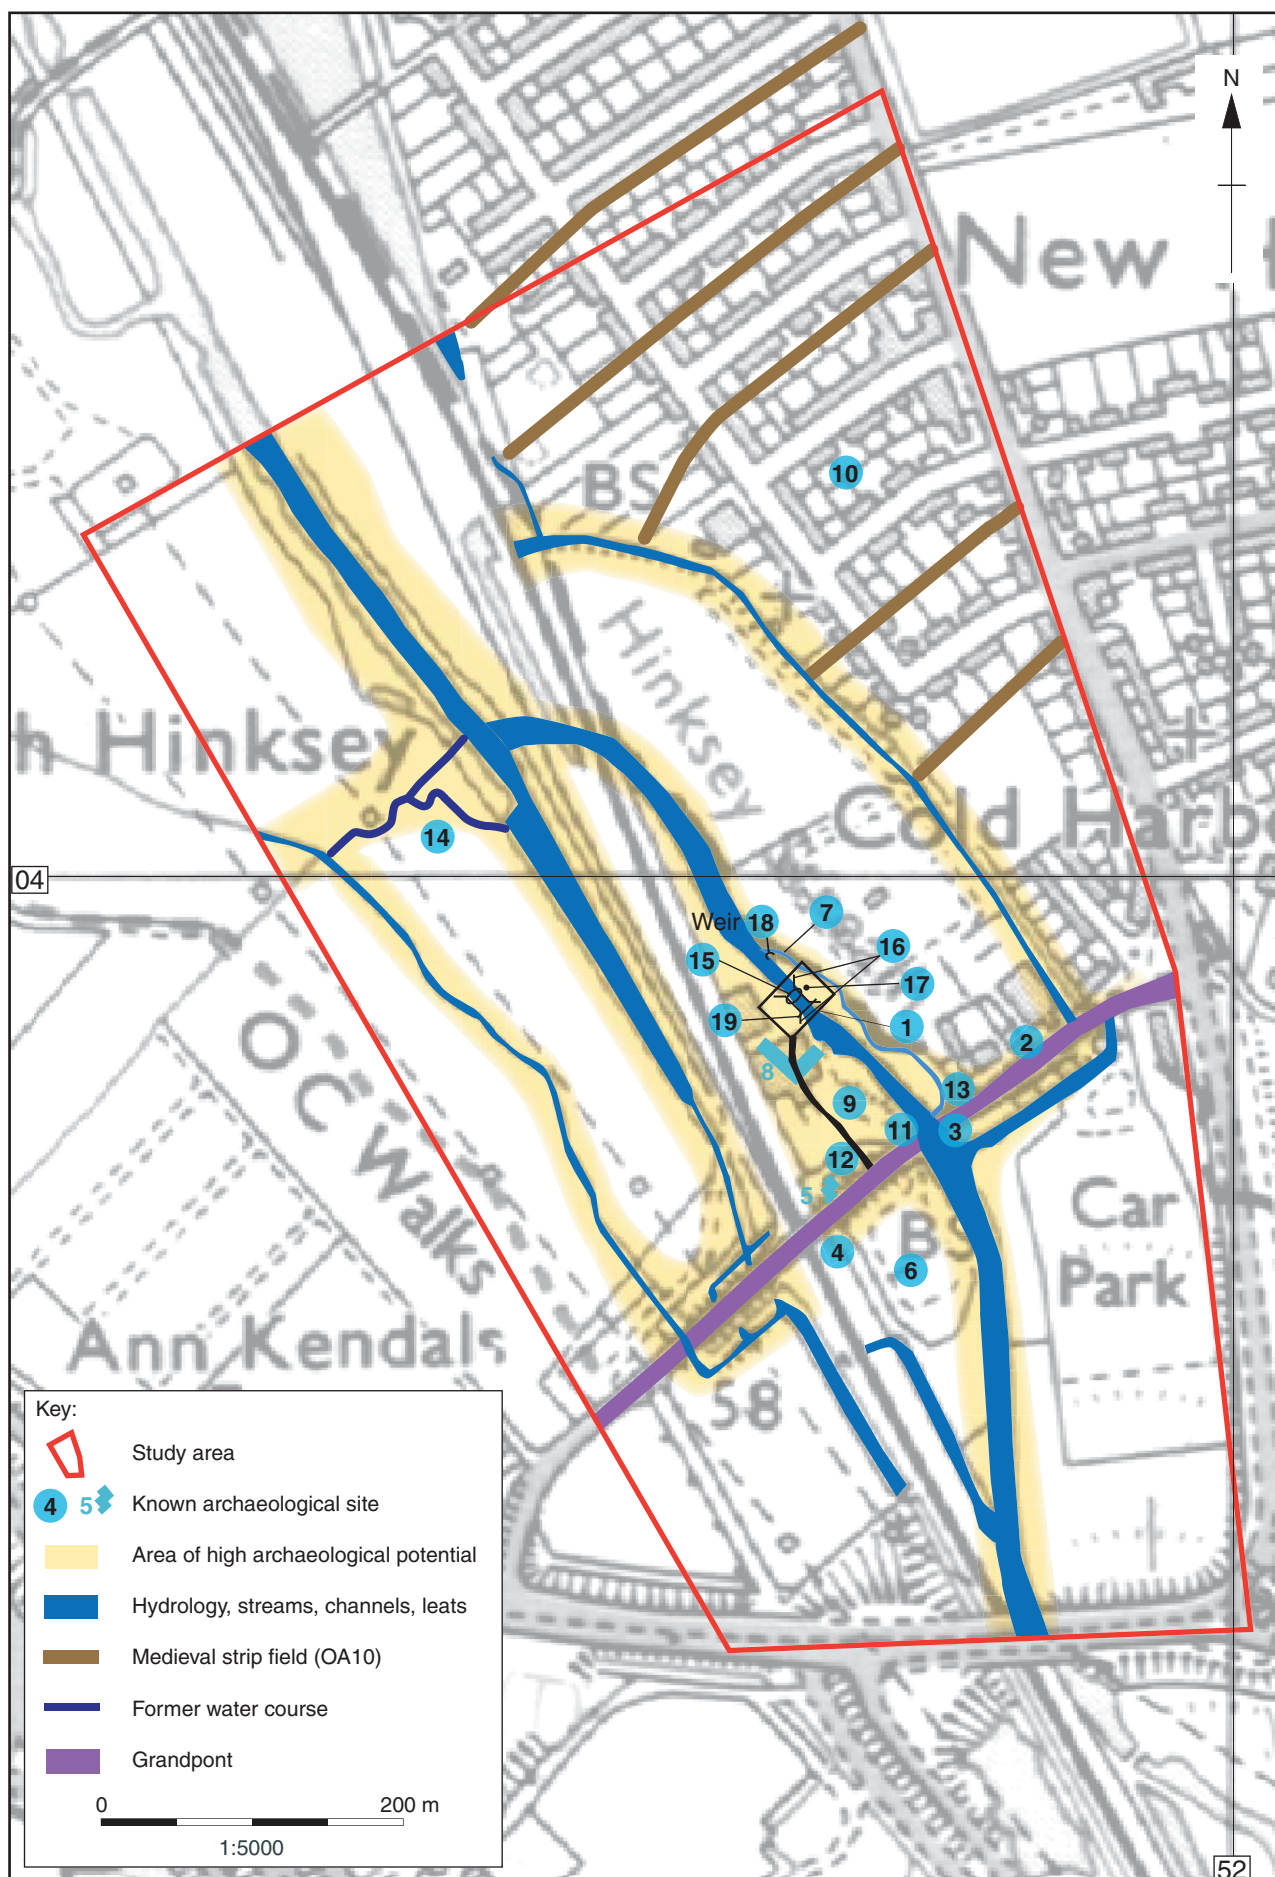 N
New H
BS
10
Hinksey
h Hinksey
14
Cold Harbo
04
Weir 18
7
16
15
17
19
1
2
8
13
9
11
3
12
5
OC Walks
4
BS
6
Car
Park
Ann Kendals
58
Key:
Study area
4 5 Known archaeological site
Area of high archaeological potential
Hydrology, streams, channels, leats
Medieval strip field (OA10)
Former water course
Grandpont
0 200 m
1:5000
52